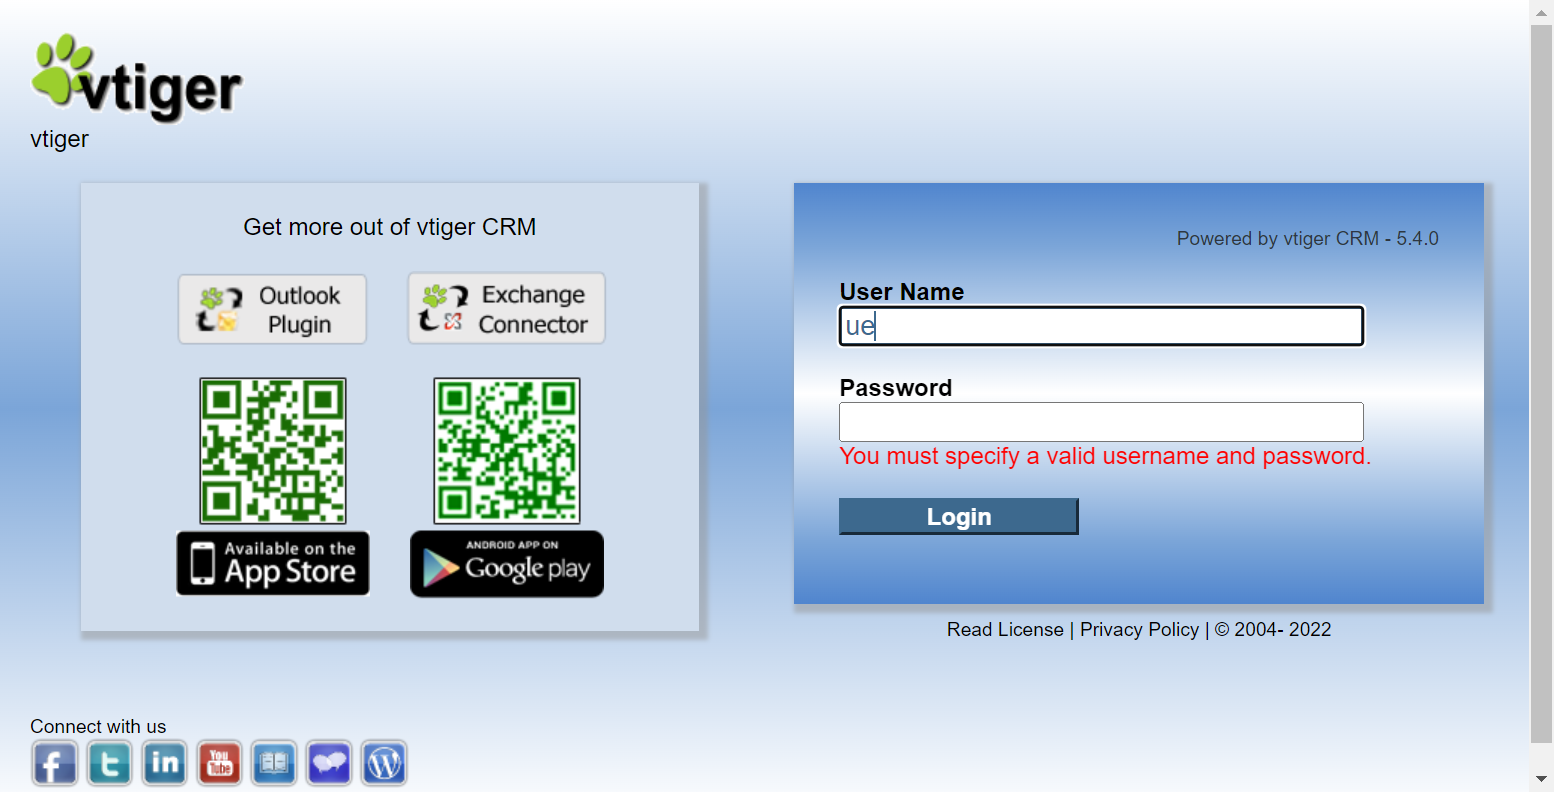 vtiger
vtiger
Get more out of vtiger CRM
Outlook
Plugin
Exchange
Connector
Available on the
App Store
ANDROID APP ON
Google play
Powered by vtiger CRM - 5.4.0
User Name
ue
Password
You must specify a valid username and password.
Login
Read License | Privacy Policy | © 2004- 2022
Connect with us
f
t
in
You
Tube
W